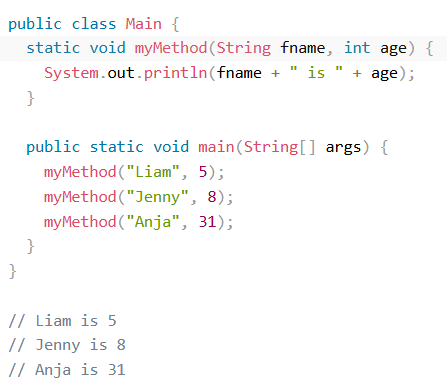 public class Main {
  static void myMethod(String fname, int age) {
    System.out.println(fname + " is " + age);
  }

  public static void main(String[] args) {
    myMethod("Liam", 5);
    myMethod("Jenny", 8);
    myMethod("Anja", 31);
  }
}

// Liam is 5
// Jenny is 8
// Anja is 31